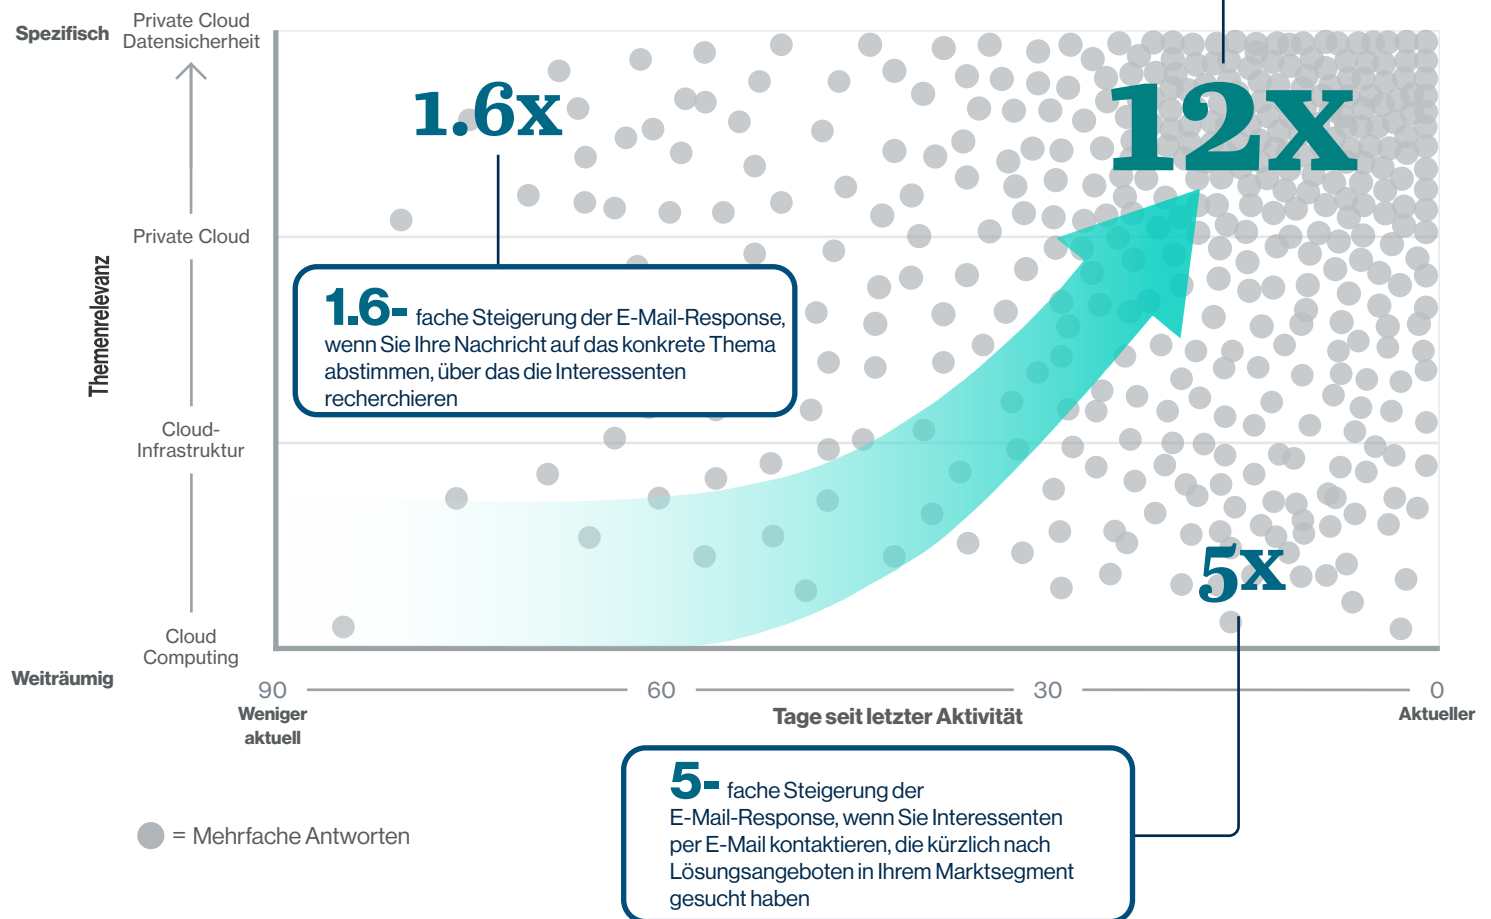 Spezifisch
Private Cloud
Datensicherheit
1.6x
12x
Private Cloud
Themenrelevanz
1.6- fache Steigerung der E-Mail-Response,
wenn Sie Ihre Nachricht auf das konkrete Thema
abstimmen, über das die Interessenten
recherchieren
Cloud-
Infrastruktur
5x
Cloud
Computing
Weiträumig
90
60
30
0
Weniger
aktuell
Tage seit letzter Aktivität
Aktueller
5- fache Steigerung der
E-Mail-Response, wenn Sie Interessenten
per E-Mail kontaktieren, die kürzlich nach
Lösungsangeboten in Ihrem Marktsegment
gesucht haben
= Mehrfache Antworten